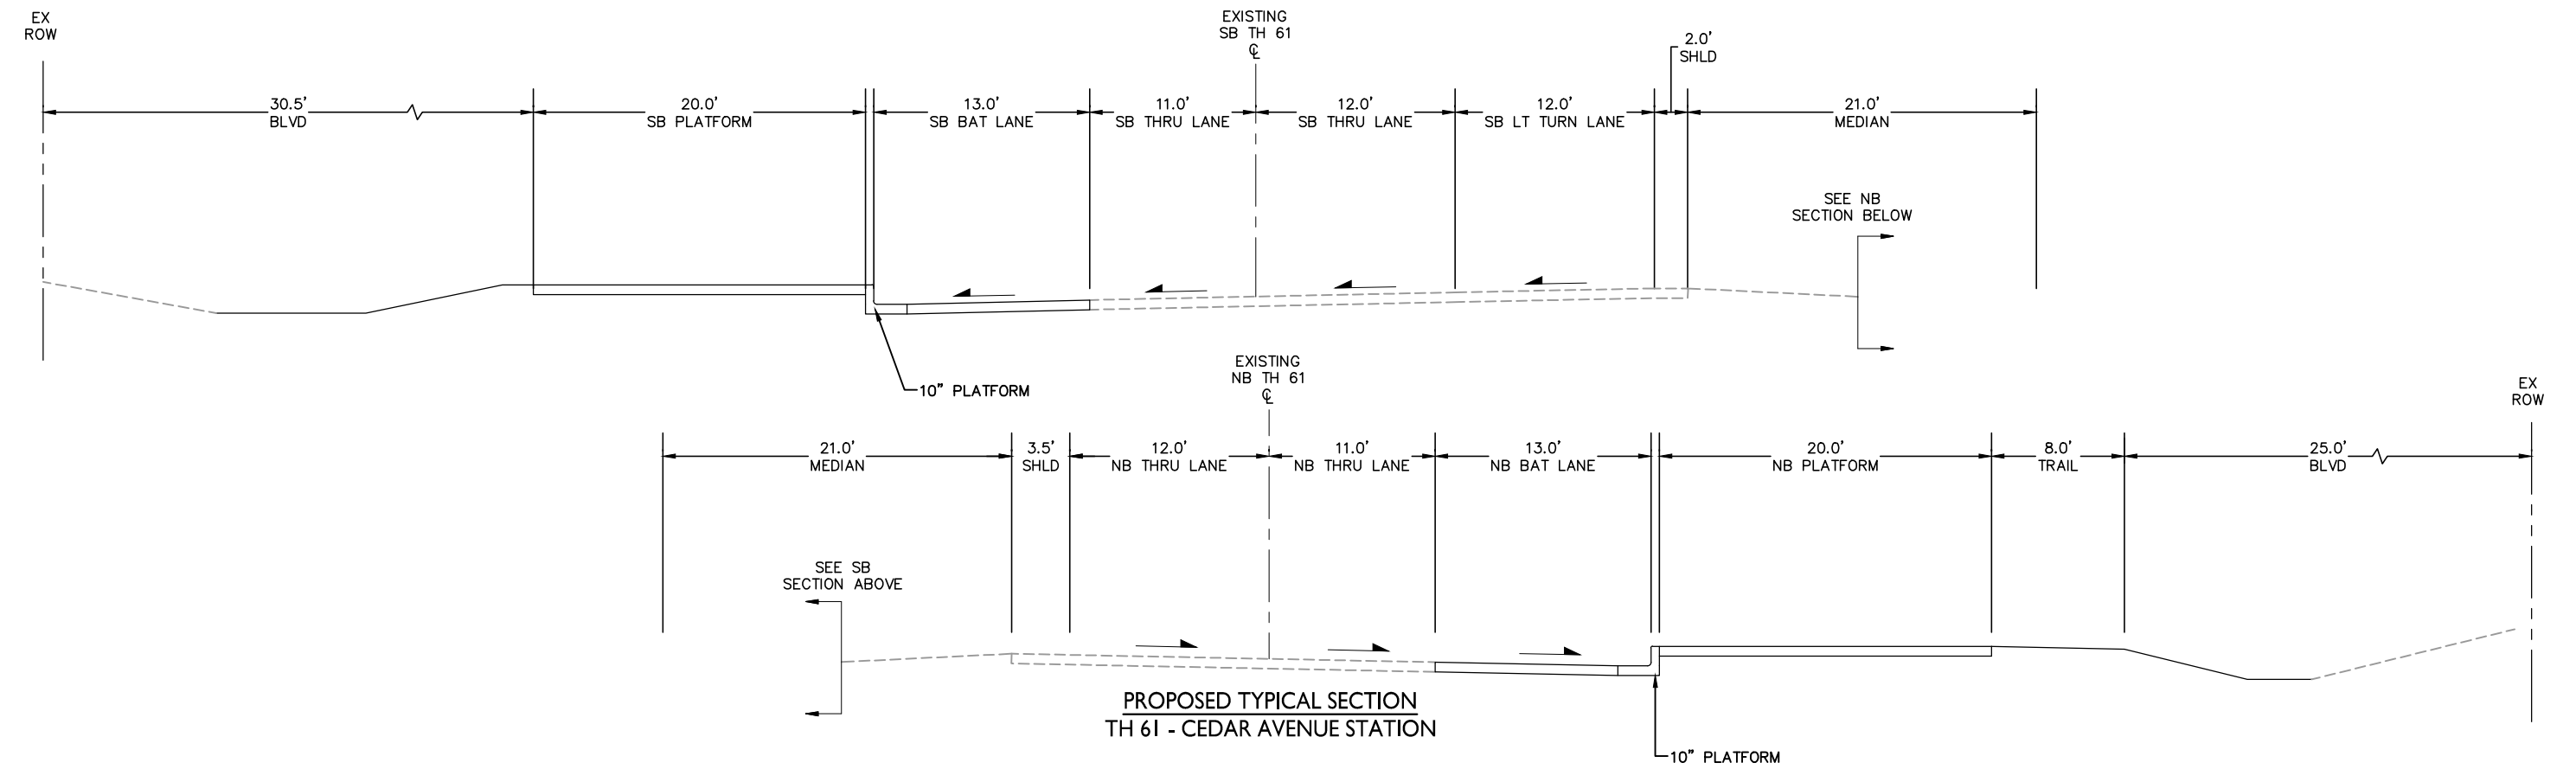 EX
ROW
EXISTING
SB TH 61
℄
2.0'
SHLD
30.5'
BLVD
20.0'
SB PLATFORM
13.0'
SB BAT LANE
11.0'
SB THRU LANE
12.0'
SB THRU LANE
12.0'
SB LT TURN LANE
21.0'
MEDIAN
SEE NB
SECTION BELOW
10" PLATFORM
EXISTING
NB TH 61
℄
EX
ROW
21.0'
MEDIAN
3.5'
SHLD
12.0'
NB THRU LANE
11.0'
NB THRU LANE
13.0'
NB BAT LANE
20.0'
NB PLATFORM
8.0'
TRAIL
25.0'
BLVD
SEE SB
SECTION ABOVE
PROPOSED TYPICAL SECTION
TH 61 - CEDAR AVENUE STATION
10" PLATFORM